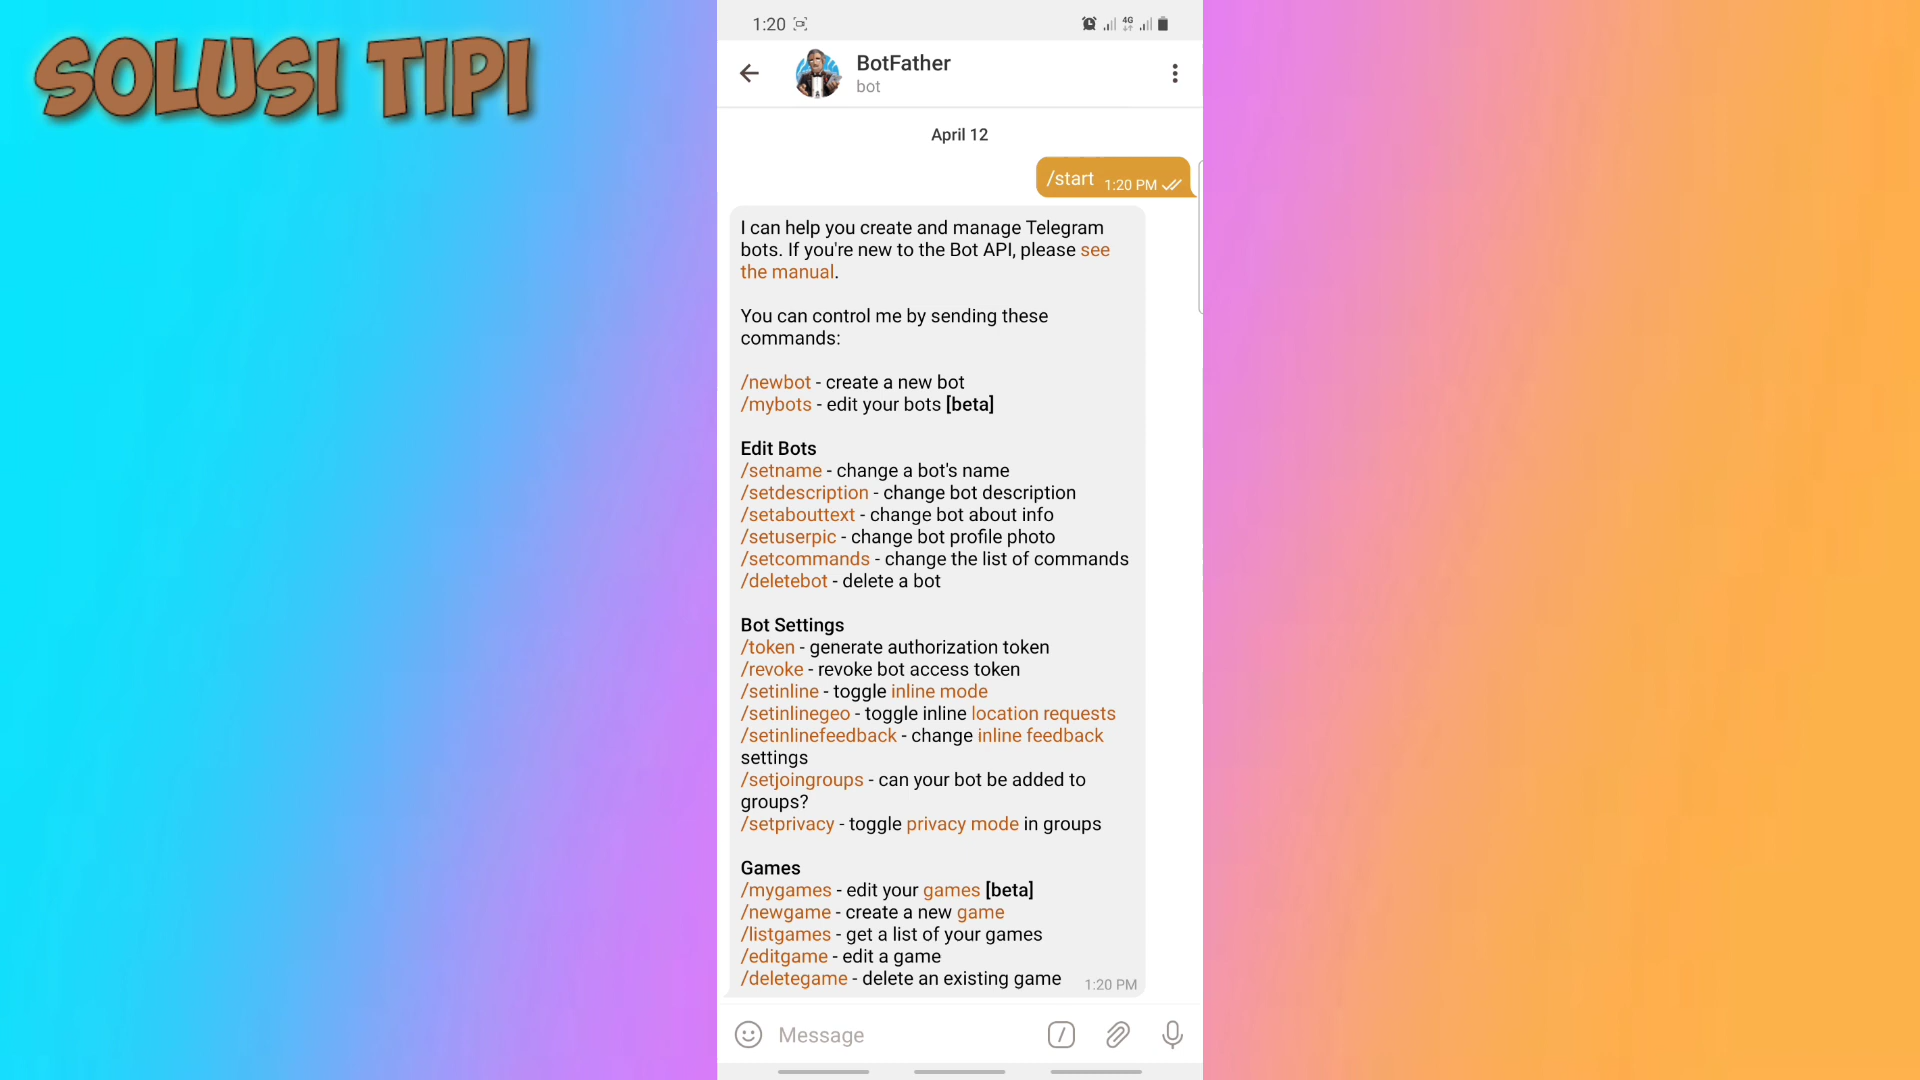 SOLUSI TIPI
1:20
4G
BotFather
bot
April 12
/start 1:20 PM
I can help you create and manage Telegram
bots. If you're new to the Bot API, please see
the manual.
You can control me by sending these
commands:
/newbot - create a new bot
/mybots - edit your bots [beta]
Edit Bots
/setname - change a bot's name
/setdescription - change bot description
/setabouttext - change bot about info
/setuserpic - change bot profile photo
/setcommands - change the list of commands
/deletebot - delete a bot
Bot Settings
/token - generate authorization token
/revoke - revoke bot access token
/setinline - toggle inline mode
/setinlinegeo - toggle inline location requests
/setinlinefeedback - change inline feedback
settings
/setjoingroups - can your bot be added to
groups?
/setprivacy - toggle privacy mode in groups
Games
/mygames - edit your games [beta]
/newgame - create a new game
/listgames - get a list of your games
/editgame - edit a game
/deletegame - delete an existing game 1:20 PM
Message